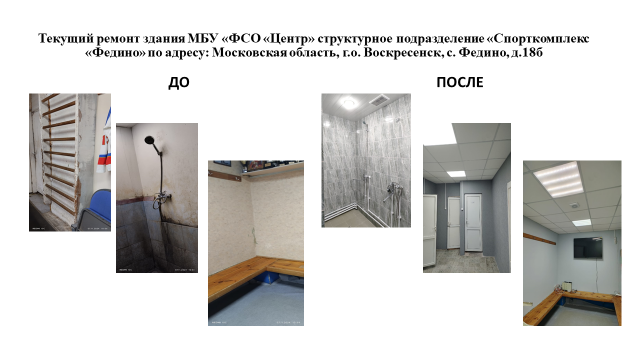 Текущий ремонт здания МБУ «ФСО «Центр» структурное подразделение «Спорткомплекс
«Федино» по адресу: Московская область, г.о. Воскресенск, с. Федино, д.18б
ДО
ПОСЛЕ